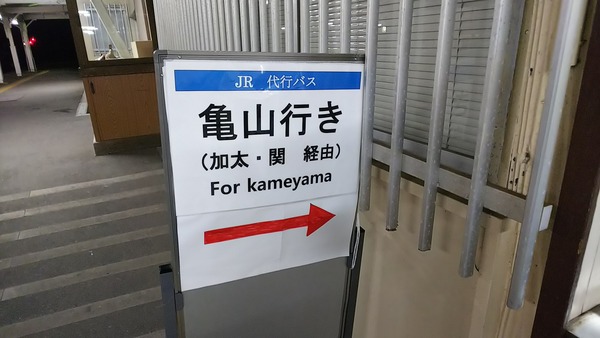 JR 代行バス
亀山行き
（加太・関 経由）
For kameyama